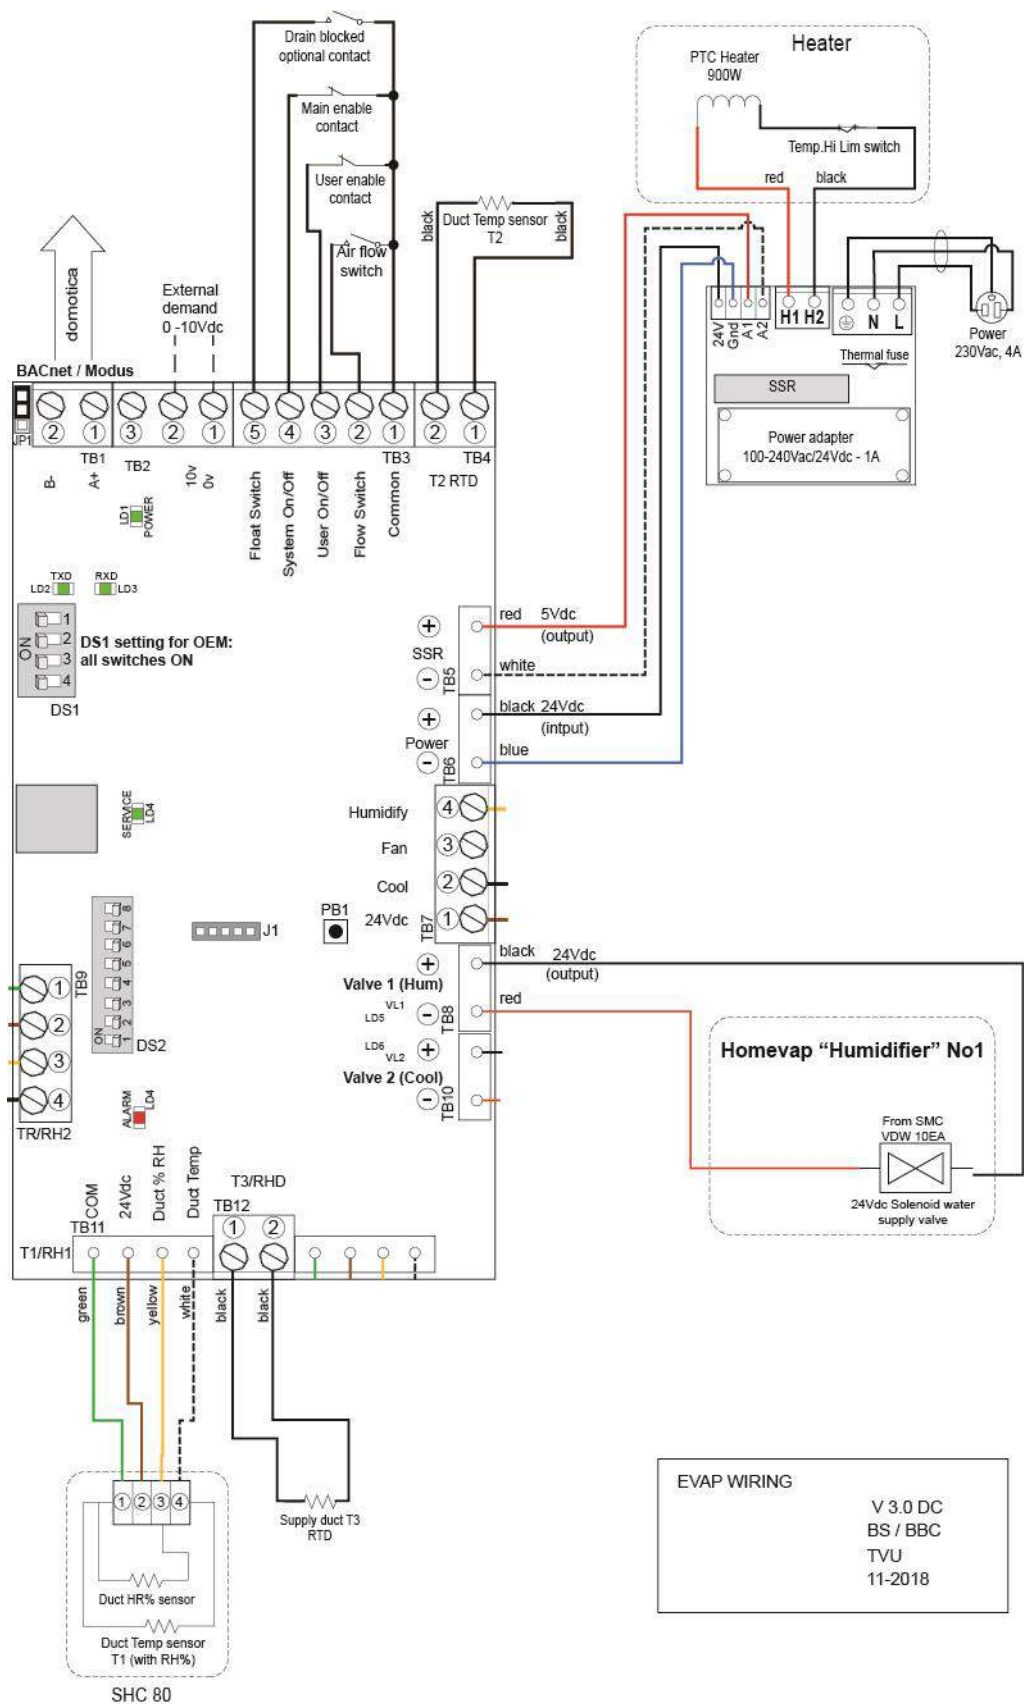 Drain blocked
optional contact
Main enable
contact
User enable
contact
Air flow
switch
Heater
PTC Heater
900W
Temp.Hi Lim switch
red
black
black
Duct Temp sensor
T2
black
domotica
External
demand
0 -10Vdc
BACnet / Modus
24V
Gnd
A1
A2
H1 H2
N
L
Power
230Vac, 4A
Thermal fuse
SSR
Power adapter
100-240Vac/24Vdc - 1A
JP1
2
1
3
2
1
5
4
3
2
1
2
1
TB1
TB2
TB3
TB4
B-
A+
10v
0v
Float Switch
System On/Off
User On/Off
Flow Switch
Common
T2 RTD
LD1
POWER
TXD
LD2
RXD
LD3
ON
1
2
3
4
DS1 setting for OEM:
all switches ON
DS1
+
SSR
-
TB5
red
5Vdc
(output)
white
+
Power
-
TB6
black 24Vdc
(intput)
blue
SERVICE
LD4
Humidify
4
Fan
3
Cool
2
24Vdc
1
TB7
8
7
6
5
4
3
2
1
ON
DS2
J1
PB1
TB9
1
2
3
4
TR/RH2
ALARM
LD4
+
Valve 1 (Hum)
VL1
LD5
-
TB8
black
24Vdc
(output)
red
LD6
VL2
+
Valve 2 (Cool)
-
TB10
Homevap “Humidifier” No1
From SMC
VDW 10EA
24Vdc Solenoid water
supply valve
COM
24Vdc
Duct % RH
Duct Temp
T3/RHD
TB11
TB12
1
2
T1/RH1
green
brown
yellow
white
black
black
1
2
3
4
Duct HR% sensor
Duct Temp sensor
T1 (with RH%)
SHC 80
Supply duct T3
RTD
EVAP WIRING
V 3.0 DC
BS / BBC
TVU
11-2018